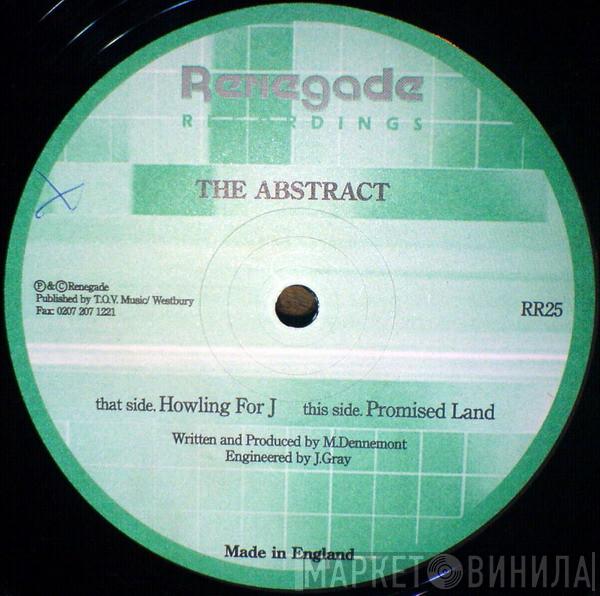 Renegade
RECORDINGS
THE ABSTRACT
Ⓟ&ⒸRenegade
Published by T.O.V. Music/ Westbury
Fax: 0207 207 1221
RR25
that side. Howling For J this side. Promised Land
Written and Produced by M.Dennemont
Engineered by J.Gray
Made in England
МАРКЕТ ВИНИЛА